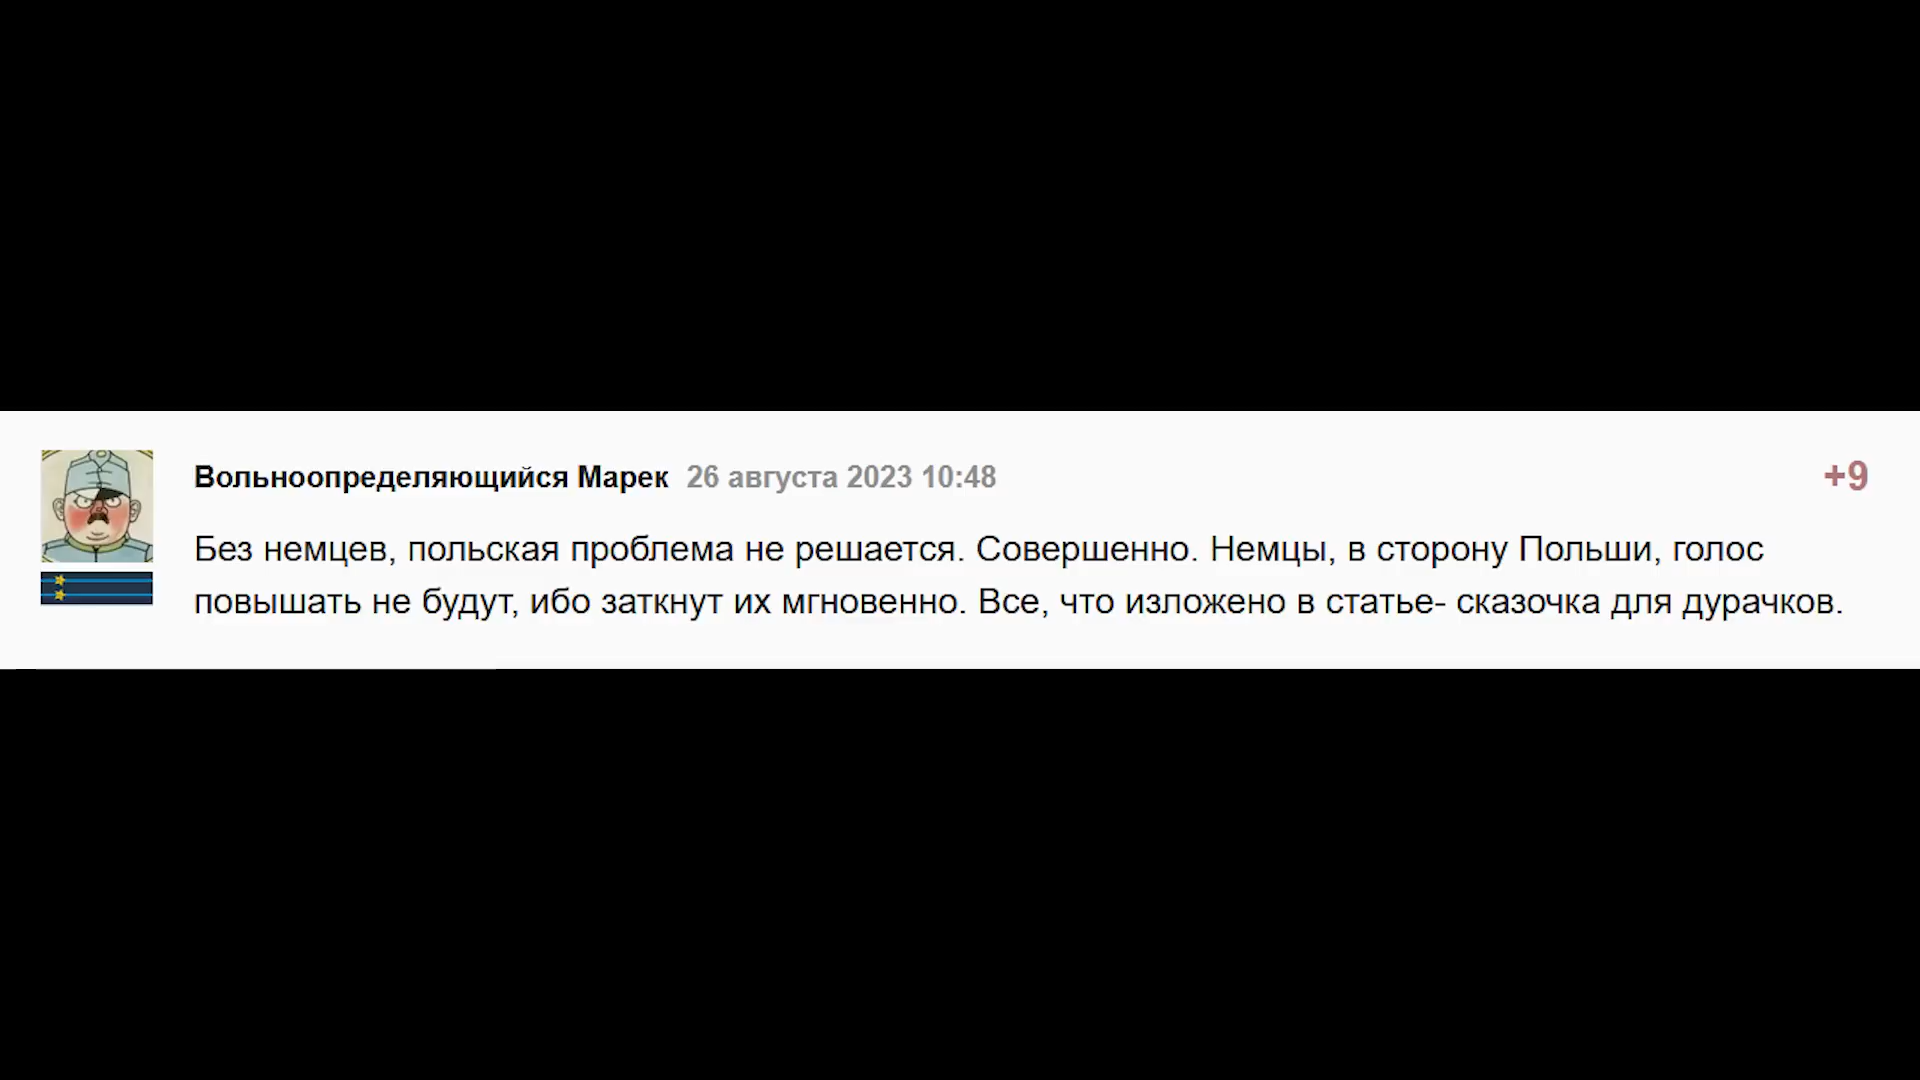 Вольноопределяющийся Марек 26 августа 2023 10:48 +9
Без немцев, польская проблема не решается. Совершенно. Немцы, в сторону Польши, голос
повышать не будут, ибо заткнут их мгновенно. Все, что изложено в статье- сказочка для дурачков.